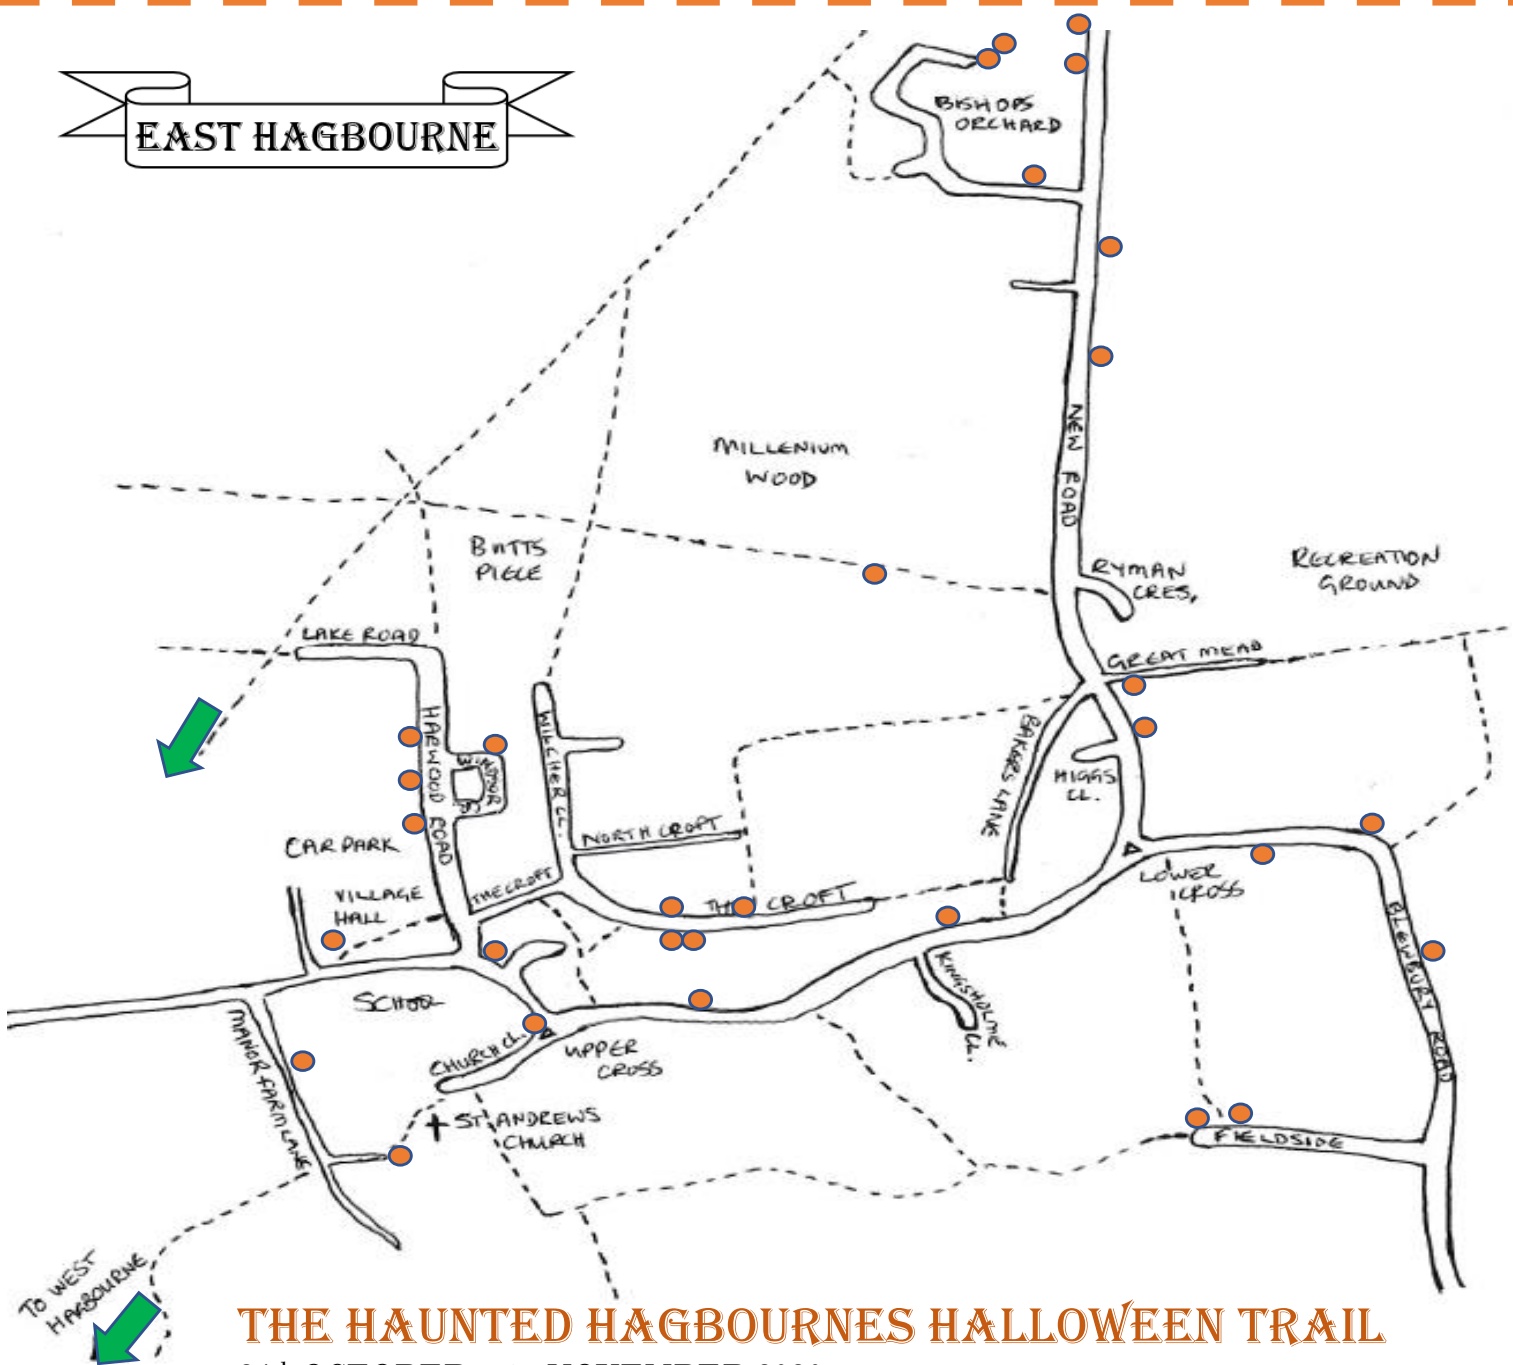 EAST HAGBOURNE
BISHOPS
ORCHARD
NEW ROAD
MILLENIUM
WOOD
BUTTS
PIECE
RYMAN
CRES,
RECREATION
GROUND
LAKE ROAD
GREAT MEAD
HARWOOD ROAD
WINDSOR
CR
WILCHER CL.
BAKERS LANE
HIGGS
CL.
NORTH CROFT
CAR PARK
VILLAGE
HALL
THE CROFT
CROFT
LOWER
CROSS
BLEWBURY ROAD
KINGSHOLME
CL.
SCHOOL
MANOR FARM LANE
CHURCH CL.
UPPER
CROSS
ST ANDREWS
CHURCH
FIELDSIDE
TO WEST
HAGBOURNE
THE HAUNTED HAGBOURNES HALLOWEEN TRAIL